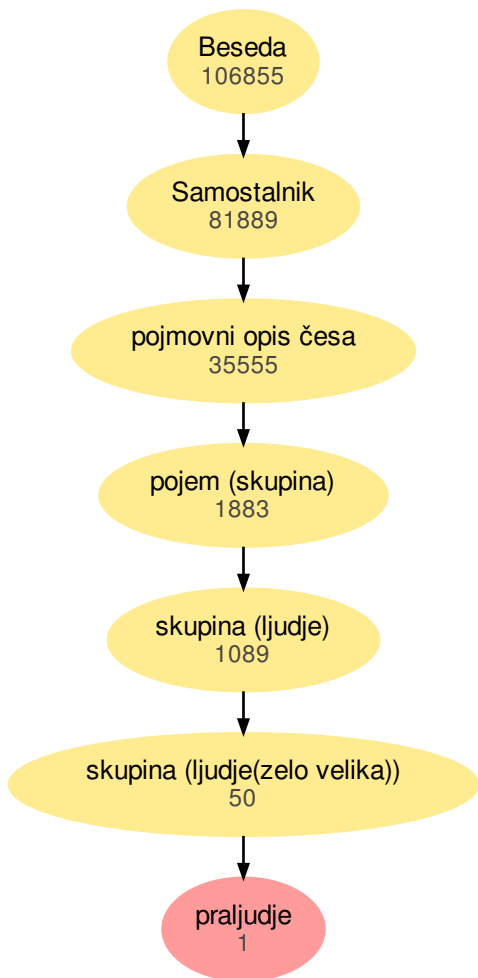 Beseda
106855
Samostalnik
81889
pojmovni opis česa
35555
pojem (skupina)
1883
skupina (ljudje)
1089
skupina (ljudje(zelo velika))
50
praljudje
1